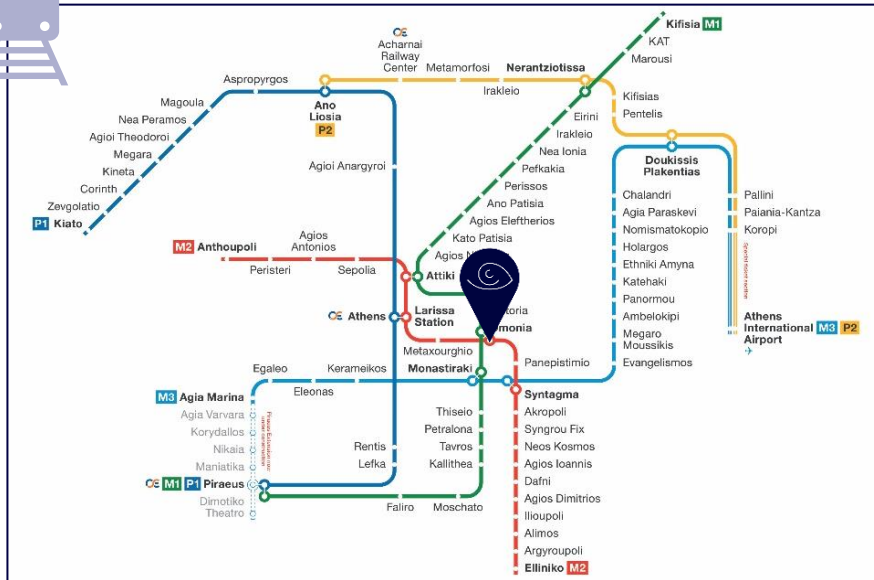 Kifisia M1
KAT
Marousi
Acharnai
Railway
Center
Metamorfosi
Nerantziotissa
Irakleio
Aspropyrgos
Ano
Liosia
P2
Magoula
Nea Peramos
Agioi Theodoroi
Megara
Kineta
Corinth
Zevgolatio
P1 Kiato
Agioi Anargyroi
Kifisias
Pentelis
Doukissis
Plakentias
Eirini
Irakleio
Nea Ionia
Pefkakia
Perissos
Ano Patisia
Agios Eleftherios
Kato Patisia
Attiki
M2 Anthoupoli
Peristeri
Agios
Antonios
Sepolia
Athens
Larissa
Station
Metaxourghio
Monastiraki
Chalandri
Agia Paraskevi
Nomismatokopio
Holargos
Ethniki Amyna
Katehaki
Panormou
Ambelokipi
Megaro
Moussikis
Evangelismos
Pallini
Paiania-Kantza
Koropi
Athens
International
Airport
M3 P2
Panepistimio
Syntagma
Akropoli
Syngrou Fix
Neos Kosmos
Agios Ioannis
Dafni
Agios Dimitrios
Ilioupoli
Alimos
Argyroupoli
Elliniko M2
Egaleo
Eleonas
Kerameikos
M3 Agia Marina
Agia Varvara
Korydallos
Nikaia
Maniatika
M1 P1 Piraeus
Dimotiko
Theatro
Rentis
Lefka
Thiseio
Petralona
Tavros
Kallithea
Faliro
Moschato